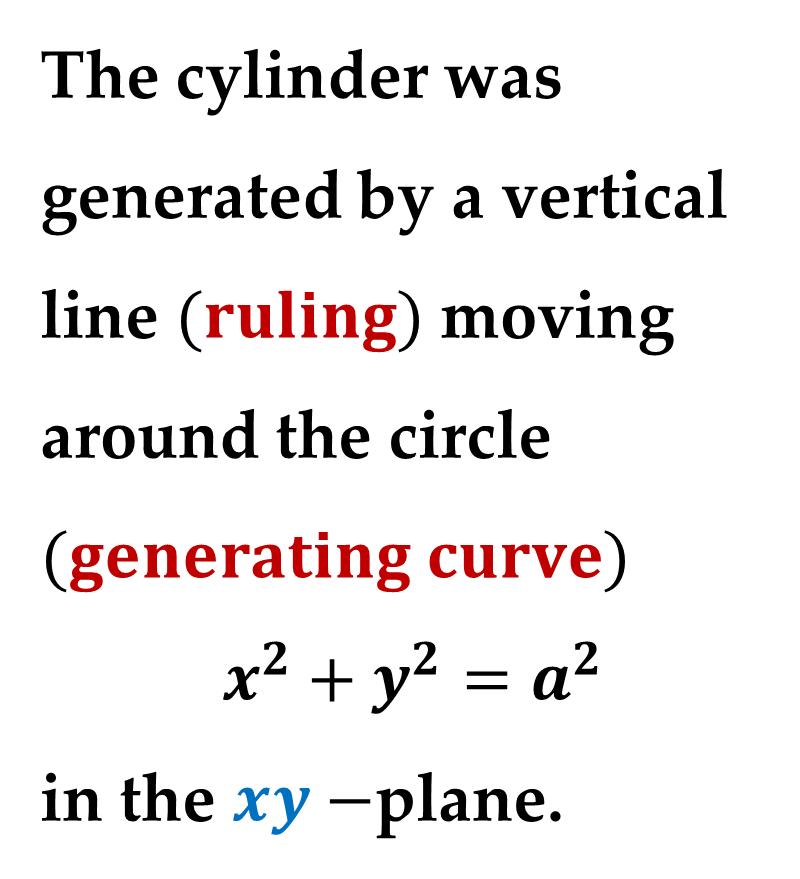 The cylinder was
generated by a vertical
line (ruling) moving
around the circle
(generating curve)
x² + y² = a²
in the xy –plane.